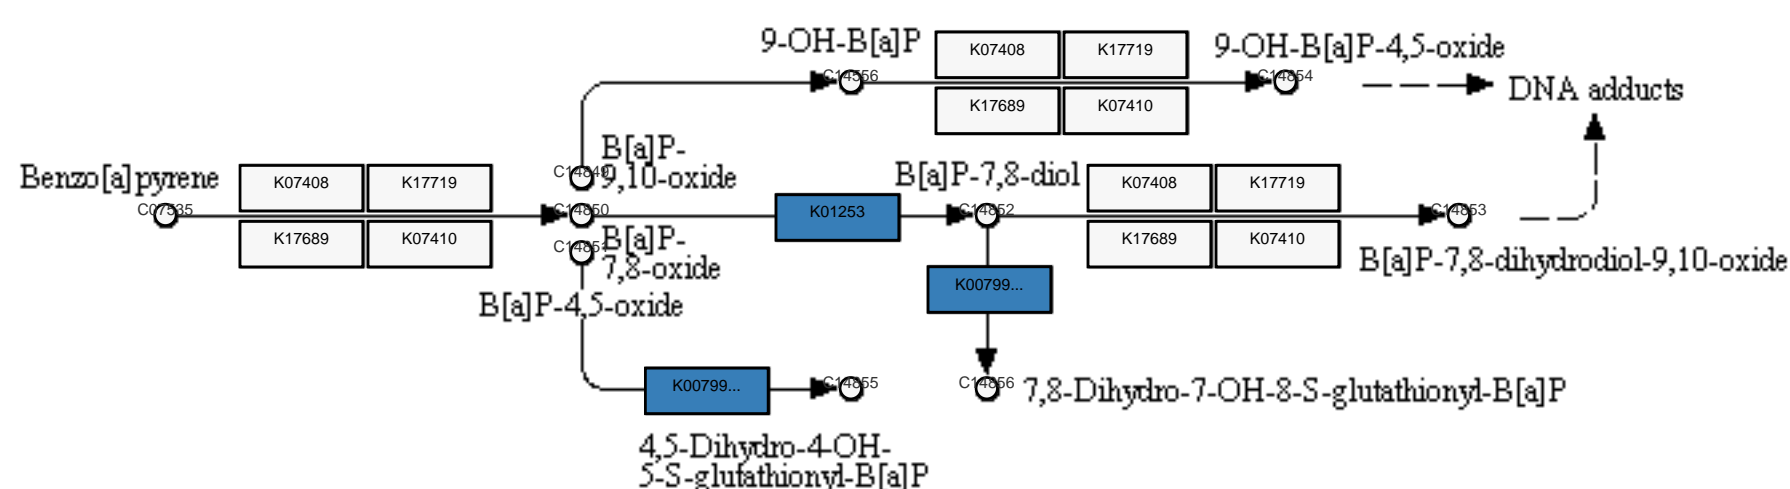 9-OH-B[a]P
K07408
K17719
9-OH-B[a]P-4,5-oxide
C14556
C14854
DNA adducts
K17689
K07410
B[a]P-
9,10-oxide
C14849
Benzo[a]pyrene
K07408
K17719
B[a]P-7,8-diol
K07408
K17719
C07535
C14850
K01253
C14852
C14853
K17689
K07410
C14851
B[a]P-
7,8-oxide
K17689
K07410
B[a]P-7,8-dihydrodiol-9,10-oxide
B[a]P-4,5-oxide
K00799...
K00799...
C14855
C14856
7,8-Dihydro-7-OH-8-S-glutathionyl-B[a]P
4,5-Dihydro-4-OH-
5-S-glutathionyl-B[a]P